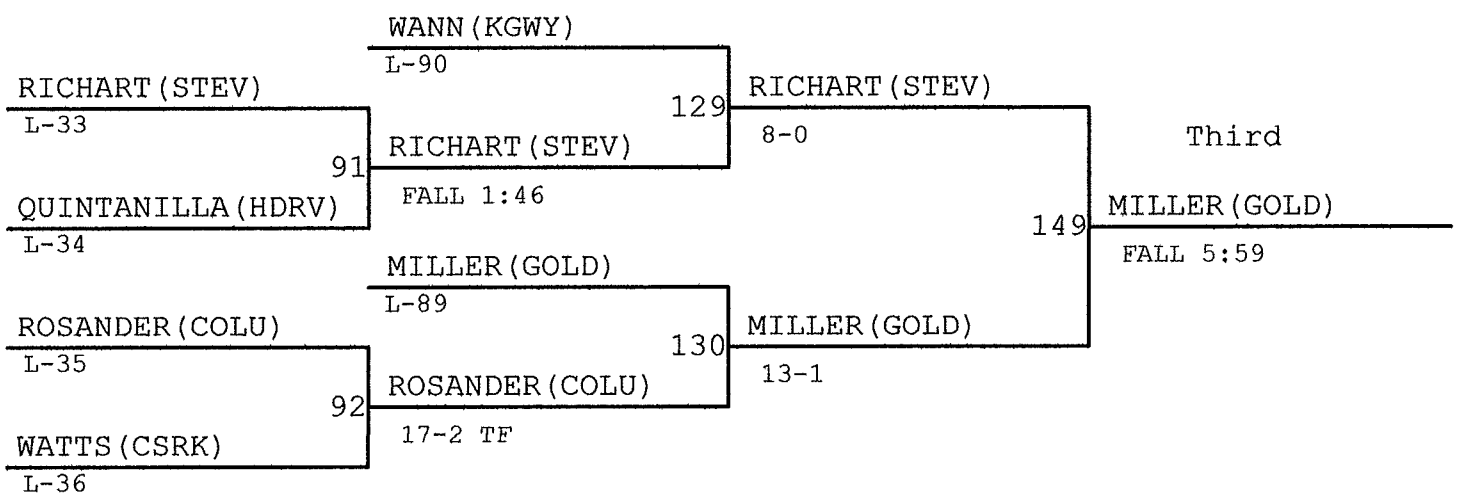 WANN(KGWY)
L-90
RICHART(STEV)
L-33
129
RICHART(STEV)
8-0
Third
91
RICHART(STEV)
FALL 1:46
QUINTANILLA(HDRV)
L-34
149
MILLER(GOLD)
FALL 5:59
MILLER(GOLD)
L-89
ROSANDER(COLU)
L-35
130
MILLER(GOLD)
13-1
92
ROSANDER(COLU)
17-2 TF
WATTS(CSRK)
L-36